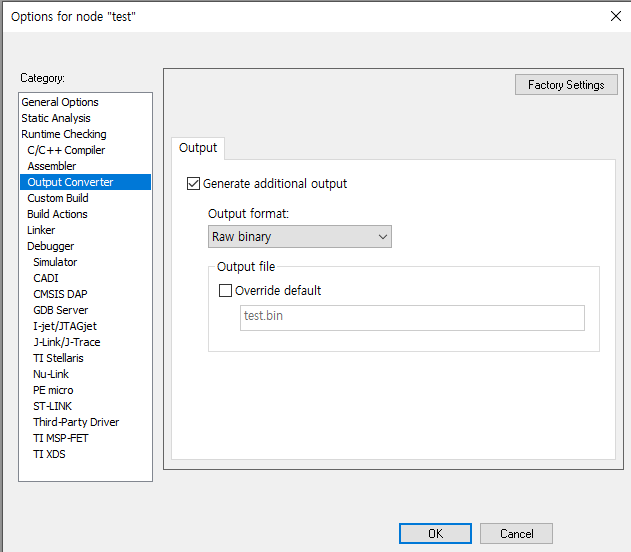 Options for node "test"
Category:
General Options
Static Analysis
Runtime Checking
C/C++ Compiler
Assembler
Output Converter
Custom Build
Build Actions
Linker
Debugger
Simulator
CADI
CMSIS DAP
GDB Server
I-jet/JTAGjet
J-Link/J-Trace
TI Stellaris
Nu-Link
PE micro
ST-LINK
Third-Party Driver
TI MSP-FET
TI XDS
Factory Settings
Output
Generate additional output
Output format:
Raw binary
Output file
Override default
test.bin
OK
Cancel